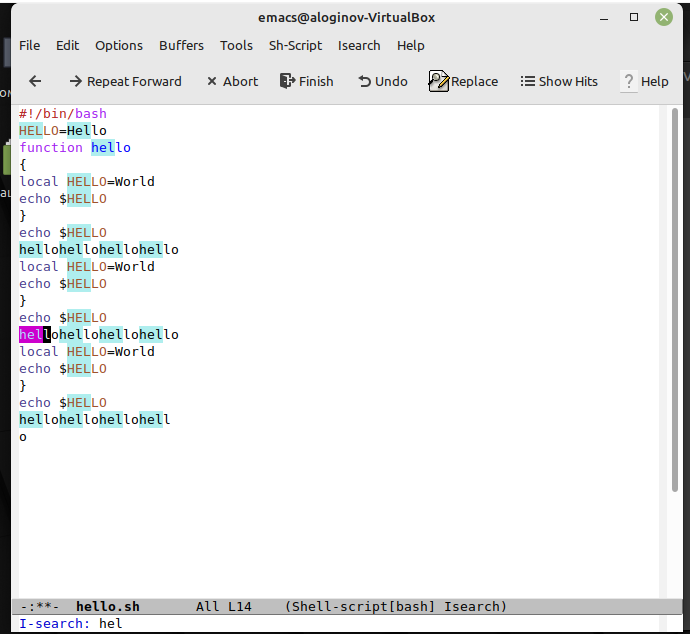 emacs@aloginov-VirtualBox
File Edit Options Buffers Tools Sh-Script Isearch Help
Repeat Forward Abort Finish Undo Replace Show Hits ? Help
#!/bin/bash
HELLO=Hello
function hello
{
local HELLO=World
echo $HELLO
}
echo $HELLO
hellohellohellohello
local HELLO=World
echo $HELLO
}
echo $HELLO
hellohellohellohello
local HELLO=World
echo $HELLO
}
echo $HELLO
hellohellohellohell
o
-:**- hello.sh All L14 (Shell-script[bash] Isearch)
I-search: hel